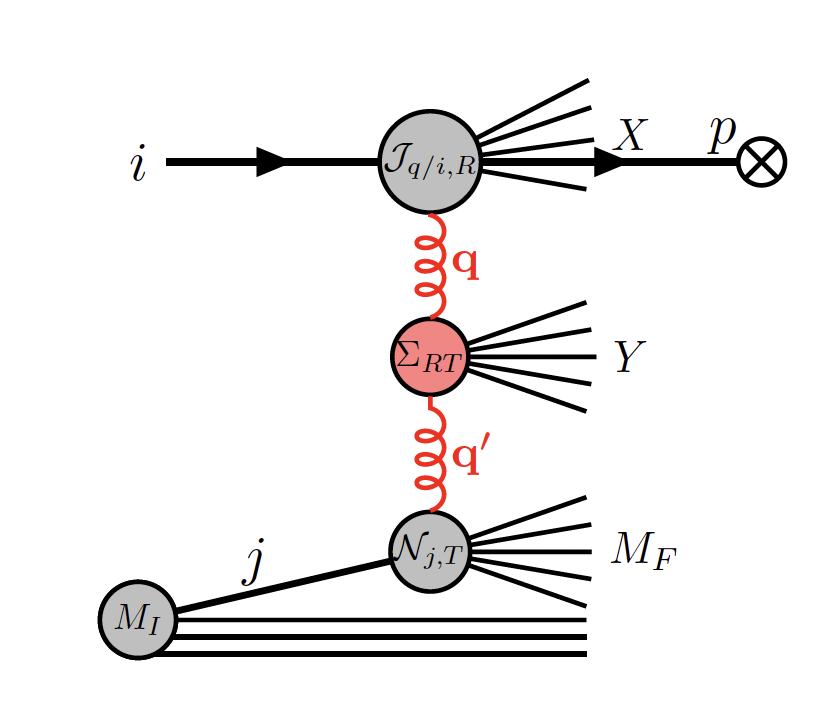 i
𝒥_{q/i,R}
X
p
q
Σ_{RT}
Y
q′
j
𝒩_{j,T}
M_F
M_I